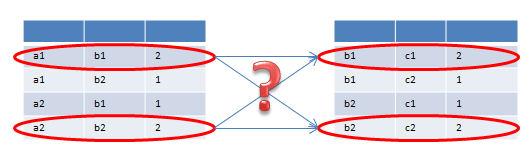 a1 b1 2
a1 b2 1
a2 b1 1
a2 b2 2
?
b1 c1 2
b1 c2 1
b2 c1 1
b2 c2 2